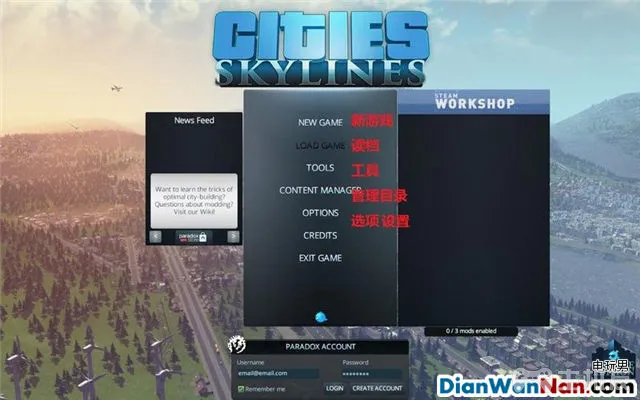 CITIES
SKYLINES
News Feed
Want to learn the tricks of
optimal city-building?
Questions about modding?
Visit our Wiki!
paradox
NEW GAME 新游戏
LOAD GAME 读档
TOOLS 工具
CONTENT MANAGER 管理目录
OPTIONS 选项设置
CREDITS
EXIT GAME
STEAM
WORKSHOP
0 / 3 mods enabled
PARADOX ACCOUNT
Username
Password
email@email.com
********
Remember me
LOGIN
CREATE ACCOUNT
电玩男
DianWanNan.com